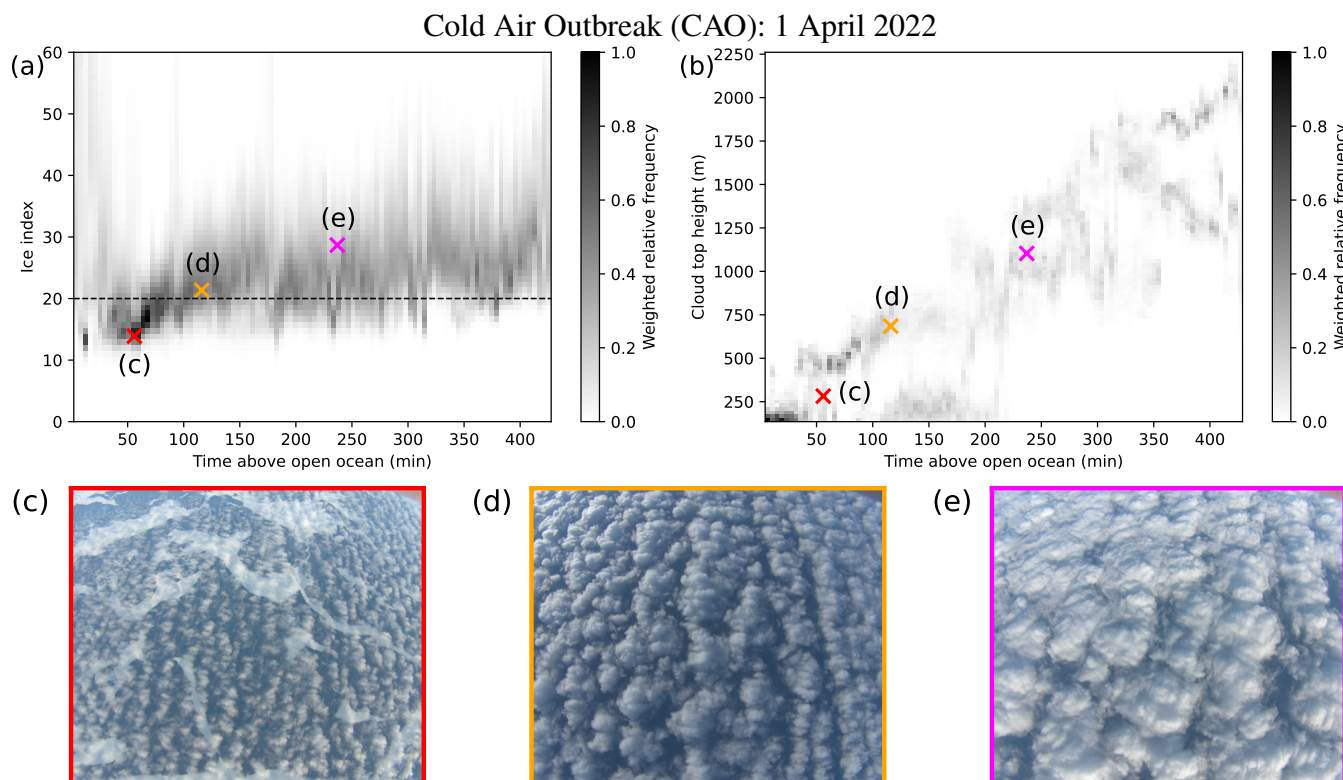 Cold Air Outbreak (CAO): 1 April 2022
(a)
60
50
40
30
20
10
0
Ice index
50 100 150 200 250 300 350 400
Time above open ocean (min)
(c)
(d)
(e)
1.0
0.8
0.6
0.4
0.2
0.0
Weighted relative frequency
(b)
2250
2000
1750
1500
1250
1000
750
500
250
Cloud top height (m)
50 100 150 200 250 300 350 400
Time above open ocean (min)
(c)
(d)
(e)
1.0
0.8
0.6
0.4
0.2
0.0
Weighted relative frequency
(c)
(d)
(e)